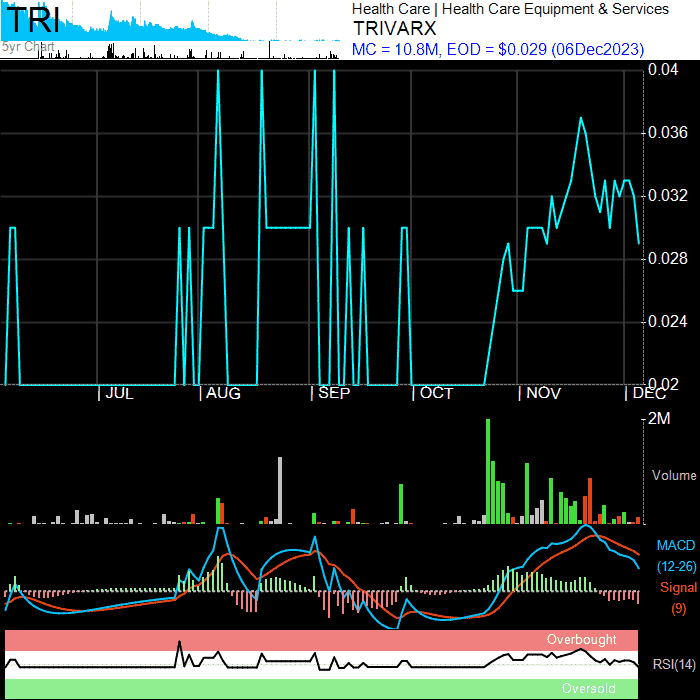 TRI
5yr Chart
Health Care | Health Care Equipment & Services
TRIVARX
MC = 10.8M, EOD = $0.029 (06Dec2023)
0.04
0.036
0.032
0.028
0.024
0.02
JUL
AUG
SEP
OCT
NOV
DEC
2M
Volume
MACD
(12-26)
Signal
(9)
Overbought
RSI(14)
Oversold